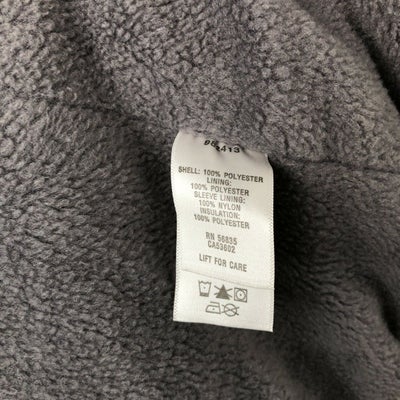 SHELL: 100% POLYESTER
LINING:
100% POLYESTER
SLEEVE LINING:
100% NYLON
INSULATION:
100% POLYESTER
RN 56835
CA53602
LIFT FOR CARE